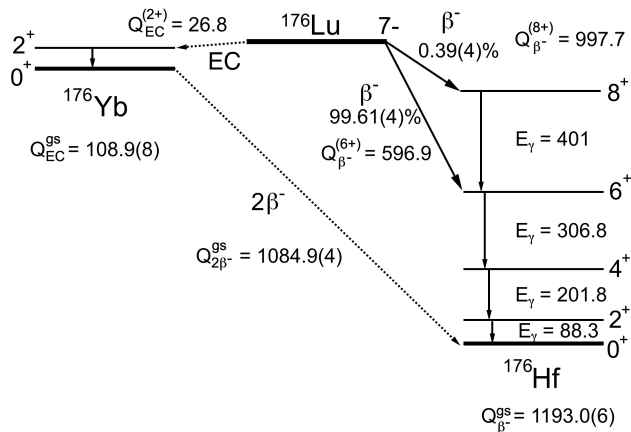 Q_EC^(2+) = 26.8
¹⁷⁶Lu 7-
β⁻
0.39(4)%
Q_β⁻^(8+) = 997.7
2⁺
0⁺
EC
¹⁷⁶Yb
Q_EC^gs = 108.9(8)
β⁻
99.61(4)%
Q_β⁻^(6+) = 596.9
8⁺
E_γ = 401
6⁺
E_γ = 306.8
4⁺
E_γ = 201.8
2⁺
E_γ = 88.3
0⁺
2β⁻
Q_2β⁻^gs = 1084.9(4)
¹⁷⁶Hf
Q_β⁻^gs = 1193.0(6)